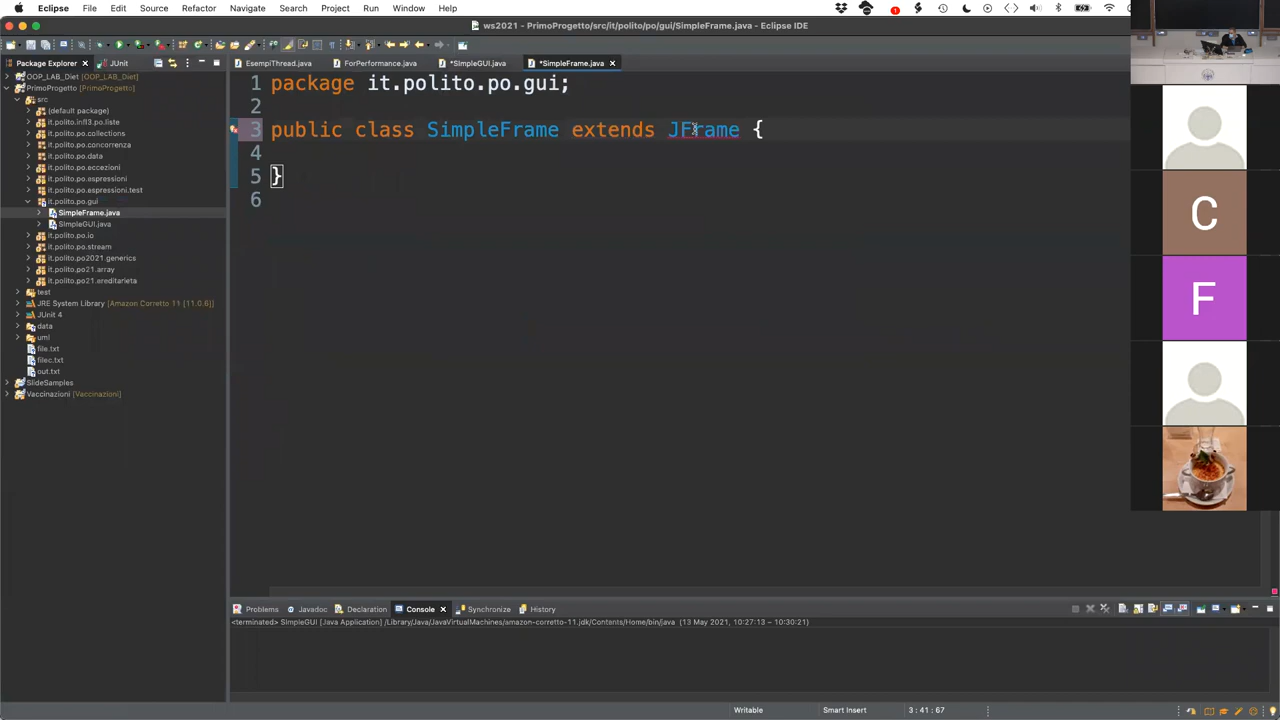 Eclipse File Edit Source Refactor Navigate Search Project Run Window Help
ws2021 - PrimoProgetto/src/it/polito/po/gui/SimpleFrame.java - Eclipse IDE
Package Explorer JUnit
EsempiThread.java ForPerformance.java *SImpleGUI.java *SimpleFrame.java
OOP_LAB_Diet [OOP_LAB_Diet]
PrimoProgetto [PrimoProgetto]
src
(default package)
it.polito.inf13.po.liste
it.polito.po.collections
it.polito.po.concorrenza
it.polito.po.data
it.polito.po.eccezioni
it.polito.po.espressioni
it.polito.po.espressioni.test
it.polito.po.gui
SimpleFrame.java
SImpleGUI.java
it.polito.po.io
it.polito.po.stream
it.polito.po2021.generics
it.polito.po21.array
it.polito.po21.ereditarieta
test
JRE System Library [Amazon Corretto 11 [11.0.6]]
JUnit 4
data
uml
file.txt
filec.txt
out.txt
SlideSamples
Vaccinazioni [Vaccinazioni]
1 package it.polito.po.gui;
2
3 public class SimpleFrame extends JFrame {
4
5 }
6
C
F
Problems Javadoc Declaration Console Synchronize History
<terminated> SImpleGUI [Java Application] /Library/Java/JavaVirtualMachines/amazon-corretto-11.jdk/Contents/Home/bin/java (13 May 2021, 10:27:13 – 10:30:21)
Writable Smart Insert 3 : 41 : 67